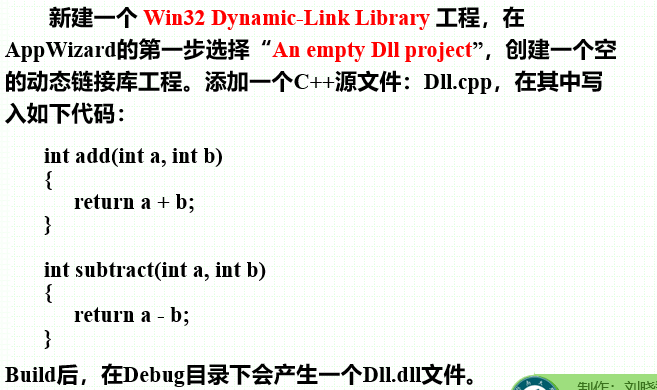 新建一个 Win32 Dynamic-Link Library 工程，在
AppWizard的第一步选择“An empty Dll project”，创建一个空
的动态链接库工程。添加一个C++源文件：Dll.cpp，在其中写
入如下代码：
int add(int a, int b)
{
return a + b;
}
int subtract(int a, int b)
{
return a - b;
}
Build后，在Debug目录下会产生一个Dll.dll文件。
制作：刘晓